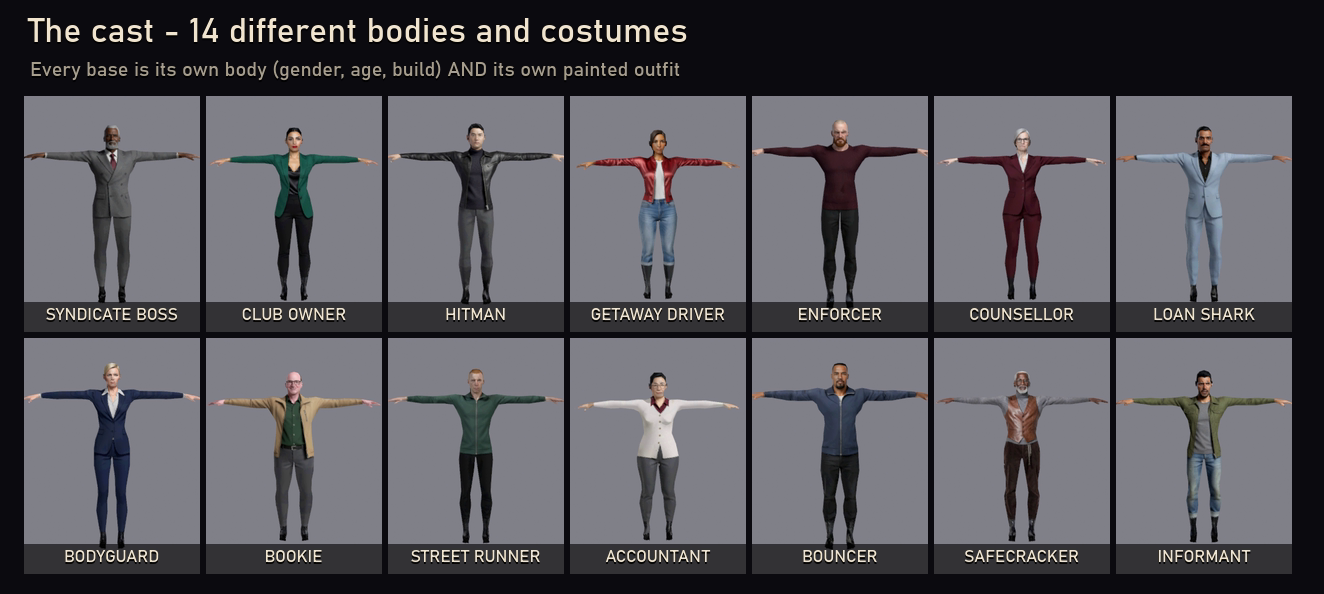 The cast - 14 different bodies and costumes
Every base is its own body (gender, age, build) AND its own painted outfit
SYNDICATE BOSS
CLUB OWNER
HITMAN
GETAWAY DRIVER
ENFORCER
COUNSELLOR
LOAN SHARK
BODYGUARD
BOOKIE
STREET RUNNER
ACCOUNTANT
BOUNCER
SAFECRACKER
INFORMANT